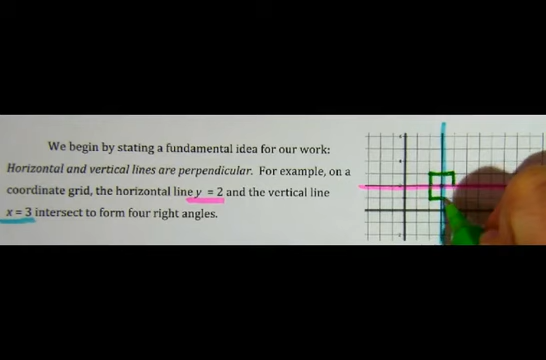 We begin by stating a fundamental idea for our work:
Horizontal and vertical lines are perpendicular. For example, on a
coordinate grid, the horizontal line y = 2 and the vertical line
x = 3 intersect to form four right angles.